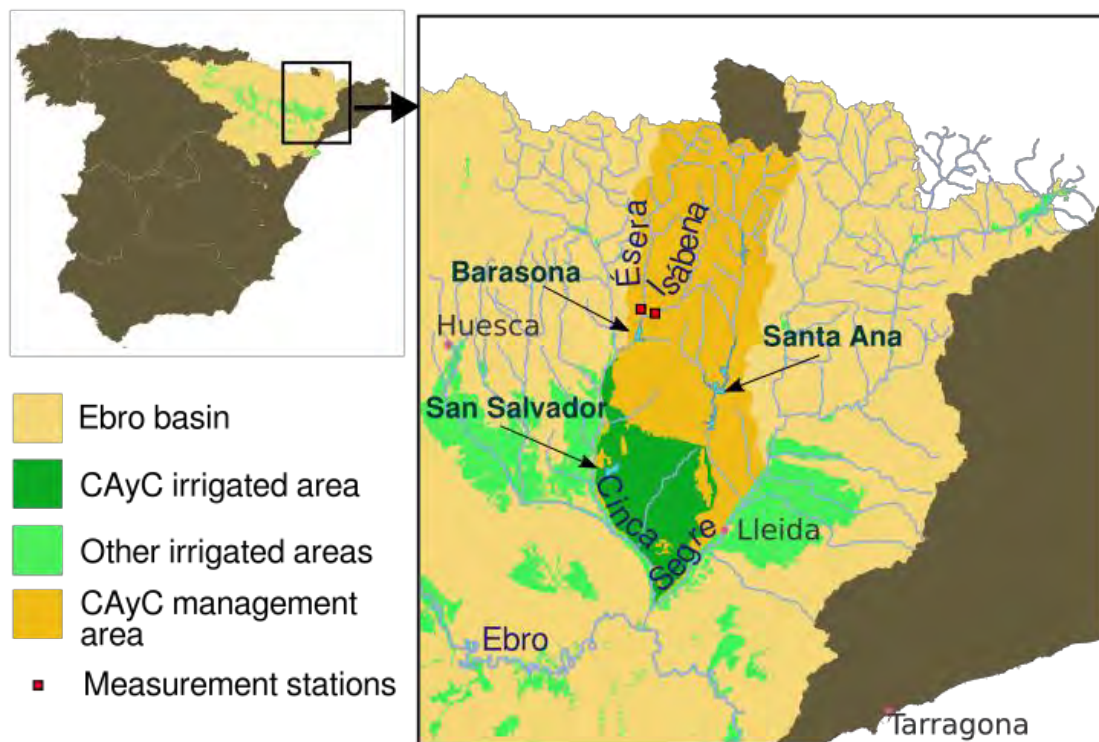 Ebro basin
CAyC irrigated area
Other irrigated areas
CAyC management
area
Measurement stations
Ésera
Isábena
Barasona
Huesca
Santa Ana
San Salvador
Cinca
Segre
Lleida
Ebro
Tarragona